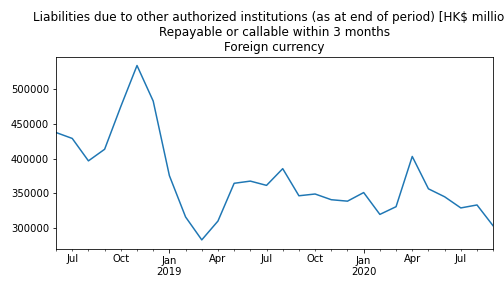 Liabilities due to other authorized institutions (as at end of period) [HK$ millio
Repayable or callable within 3 months
Foreign currency
500000
450000
400000
350000
300000
Jul Oct Jan Apr Jul Oct Jan Apr Jul
2019 2020